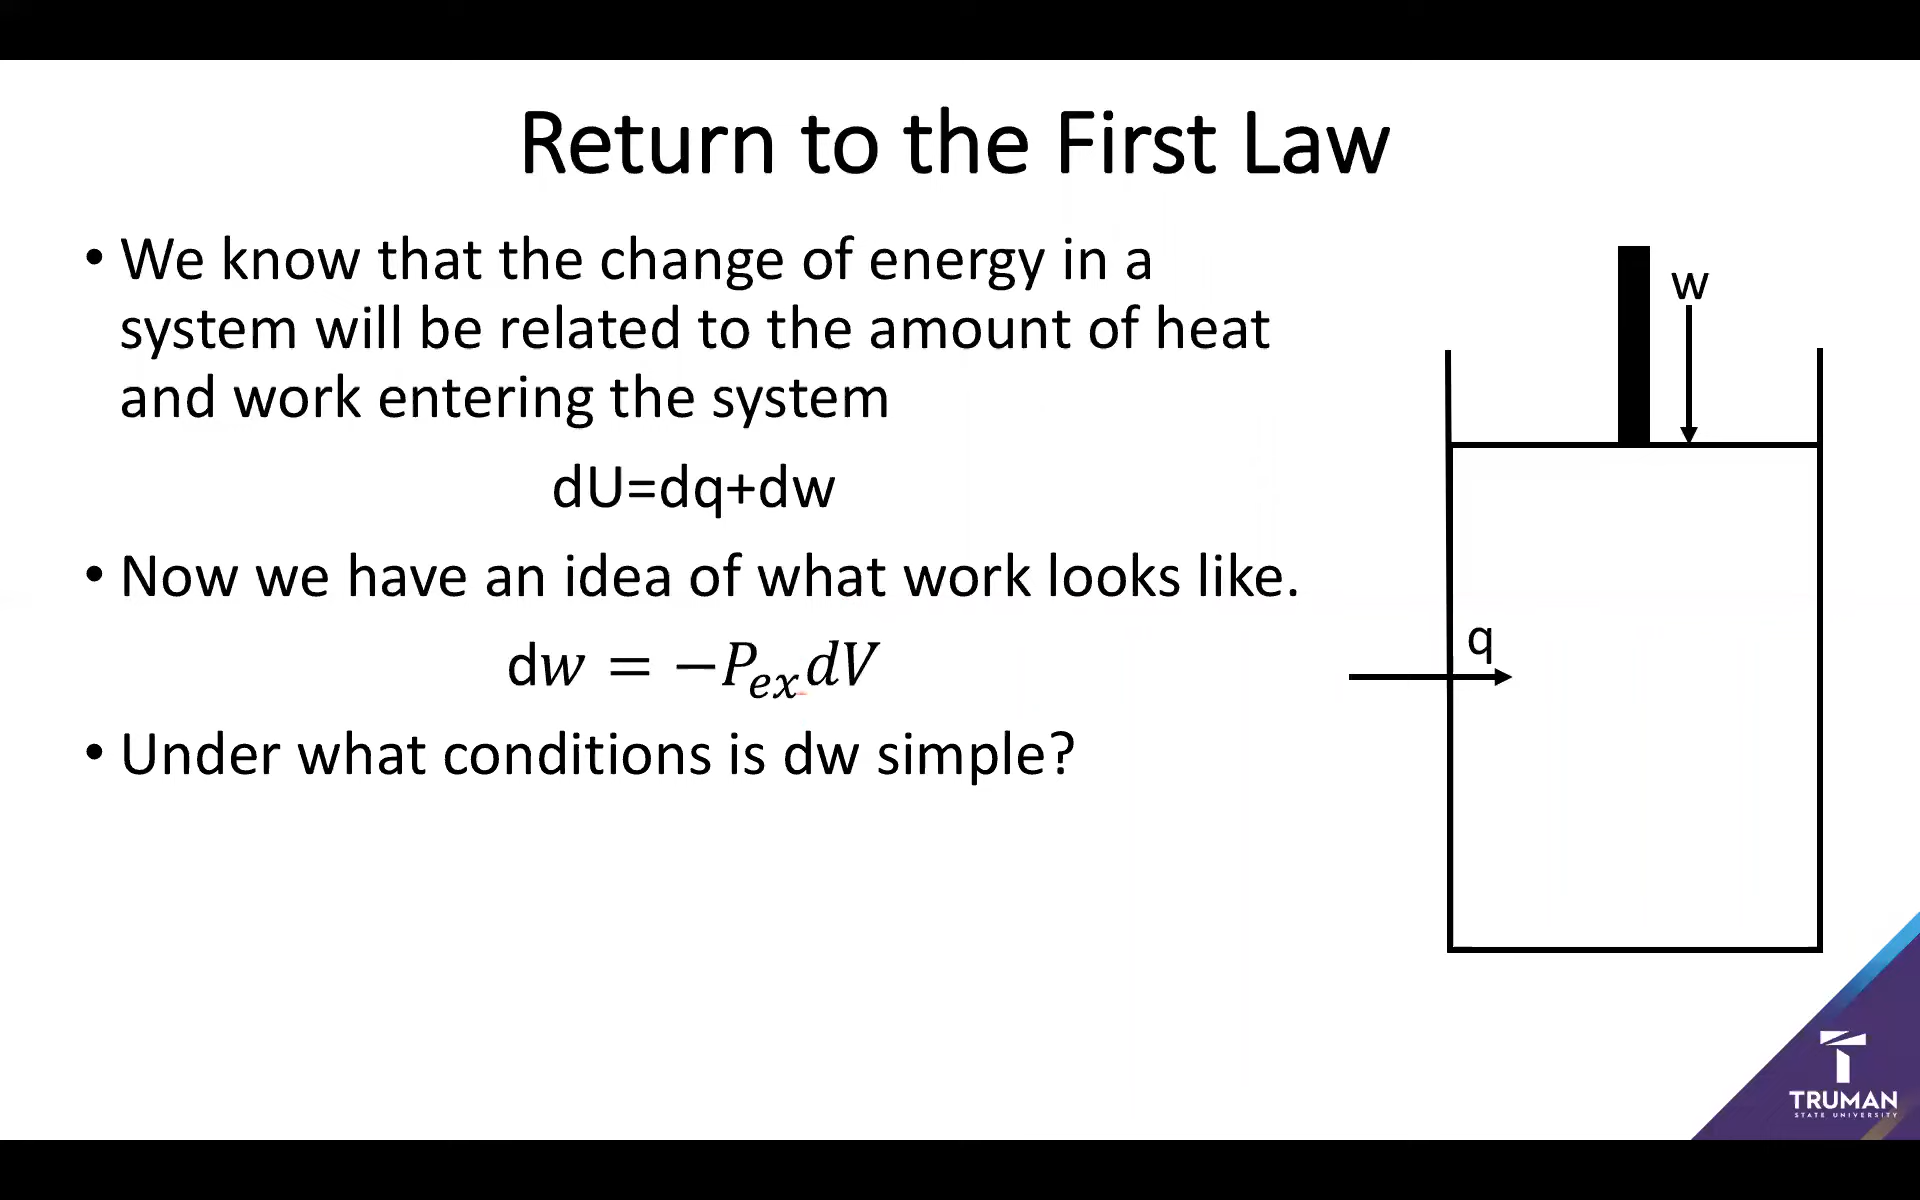 Return to the First Law
• We know that the change of energy in a
system will be related to the amount of heat
and work entering the system
dU=dq+dw
• Now we have an idea of what work looks like.
dw = −P_{ex}dV
• Under what conditions is dw simple?
w
q
TRUMAN
STATE UNIVERSITY